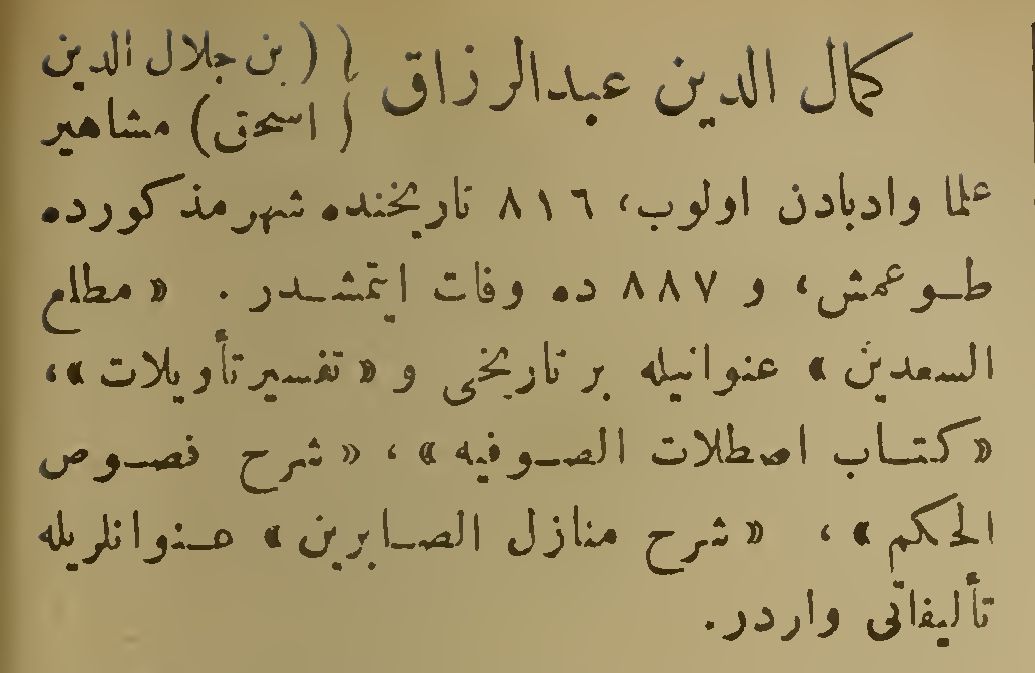 كمال الدين عبدالرزاق (بن جلال الدين
اسحق) مشاهير
علما وادبادن اولوب، ٨١٦ تاريخنده شهر مذكورده
طوغمش، و ٨٨٧ ده وفات ايتمشدر. «مطلع
السعدين» عنوانيله بر تاريخى و «تفسير تأويلات»،
«كتاب اصطلات الصوفيه»، «شرح فصوص
الحكم»، «شرح منازل الصابرين» عنوانلريله
تأليفاتى واردر.